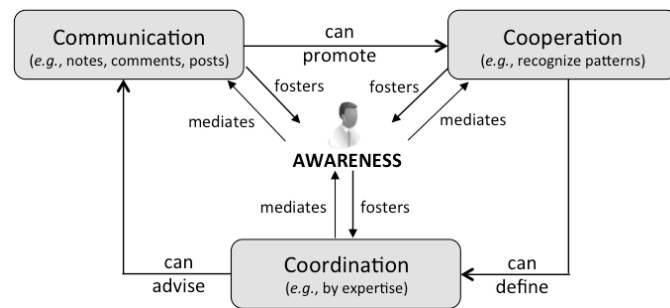 Communication
(e.g., notes, comments, posts)
can
promote
Cooperation
(e.g., recognize patterns)
fosters
fosters
mediates
mediates
AWARENESS
mediates
fosters
Coordination
(e.g., by expertise)
can
advise
can
define